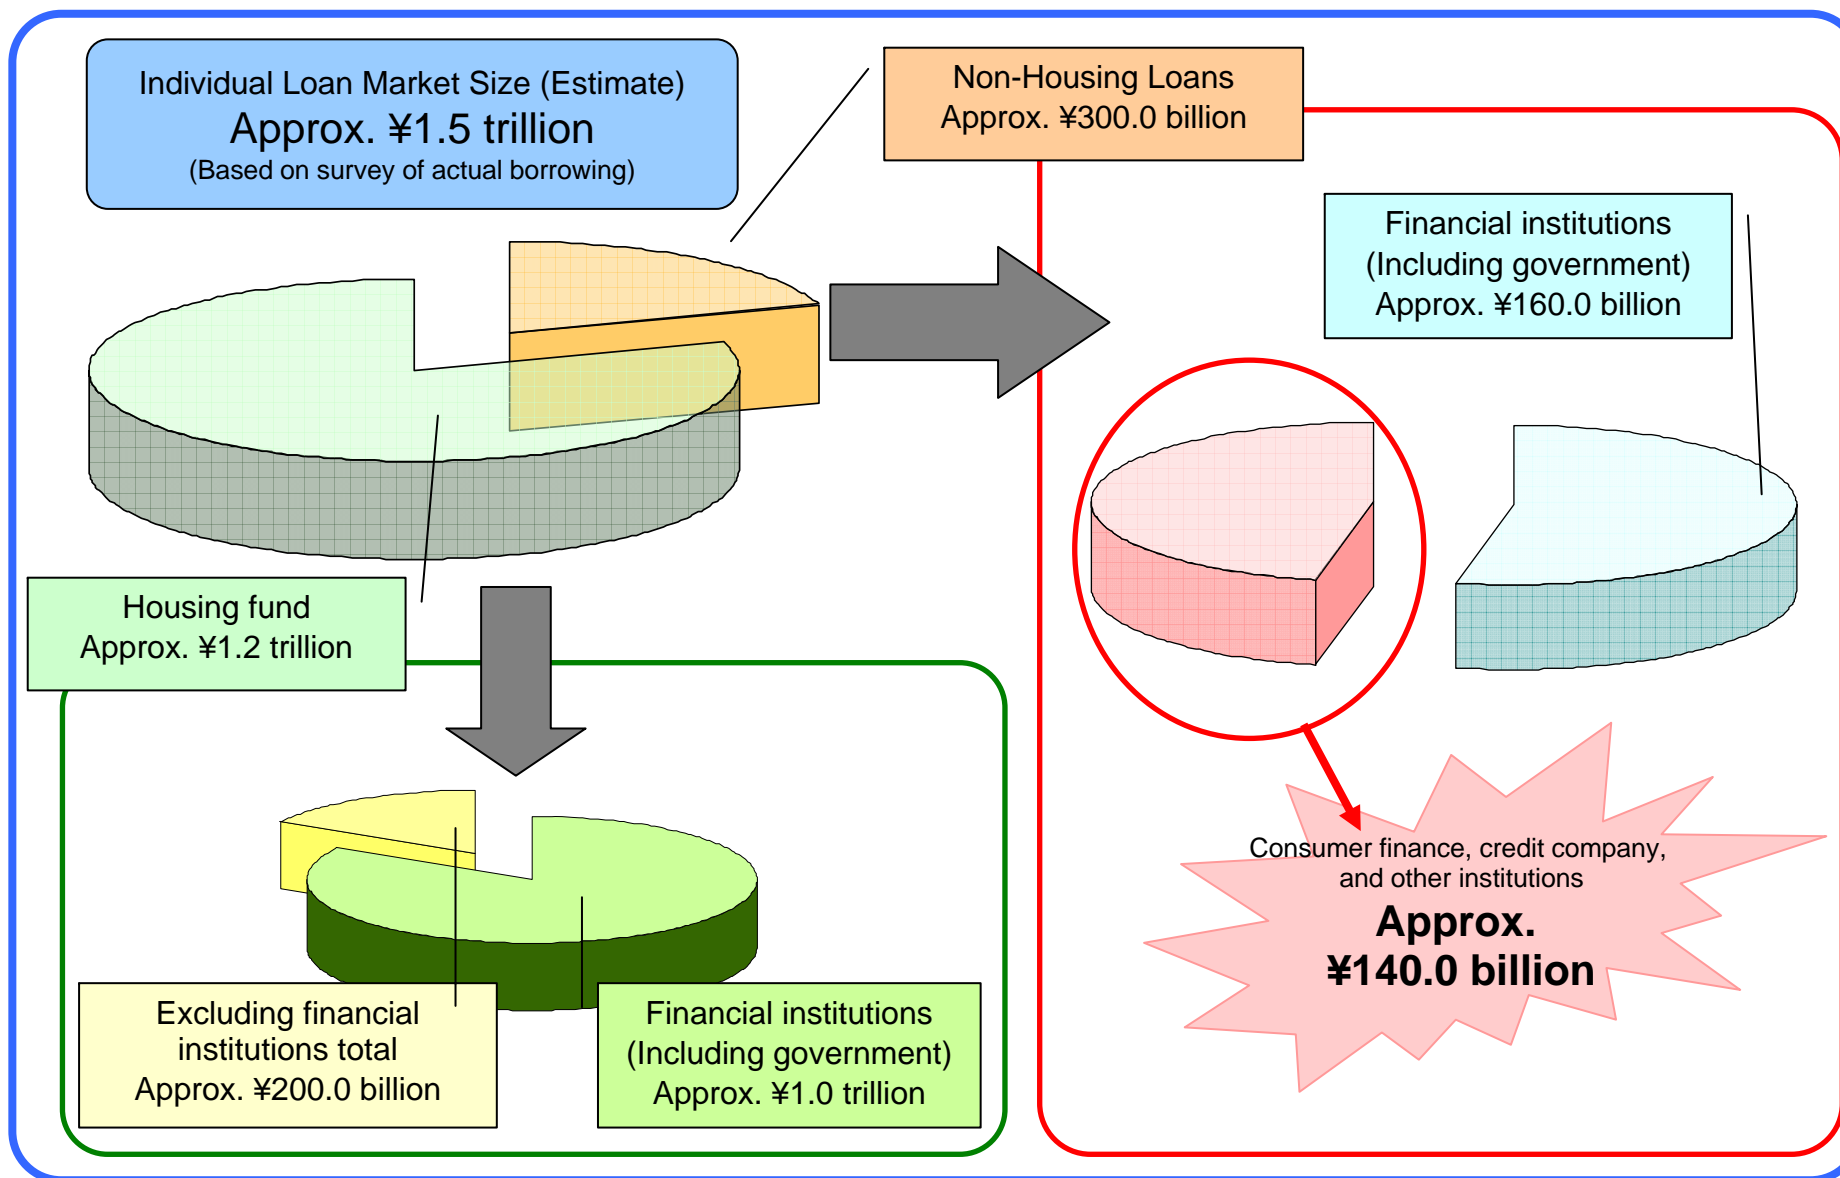 Individual Loan Market Size (Estimate)
Approx. ¥1.5 trillion
(Based on survey of actual borrowing)
Non-Housing Loans
Approx. ¥300.0 billion
Financial institutions
(Including government)
Approx. ¥160.0 billion
Housing fund
Approx. ¥1.2 trillion
Consumer finance, credit company,
and other institutions
Approx.
¥140.0 billion
Excluding financial
institutions total
Approx. ¥200.0 billion
Financial institutions
(Including government)
Approx. ¥1.0 trillion